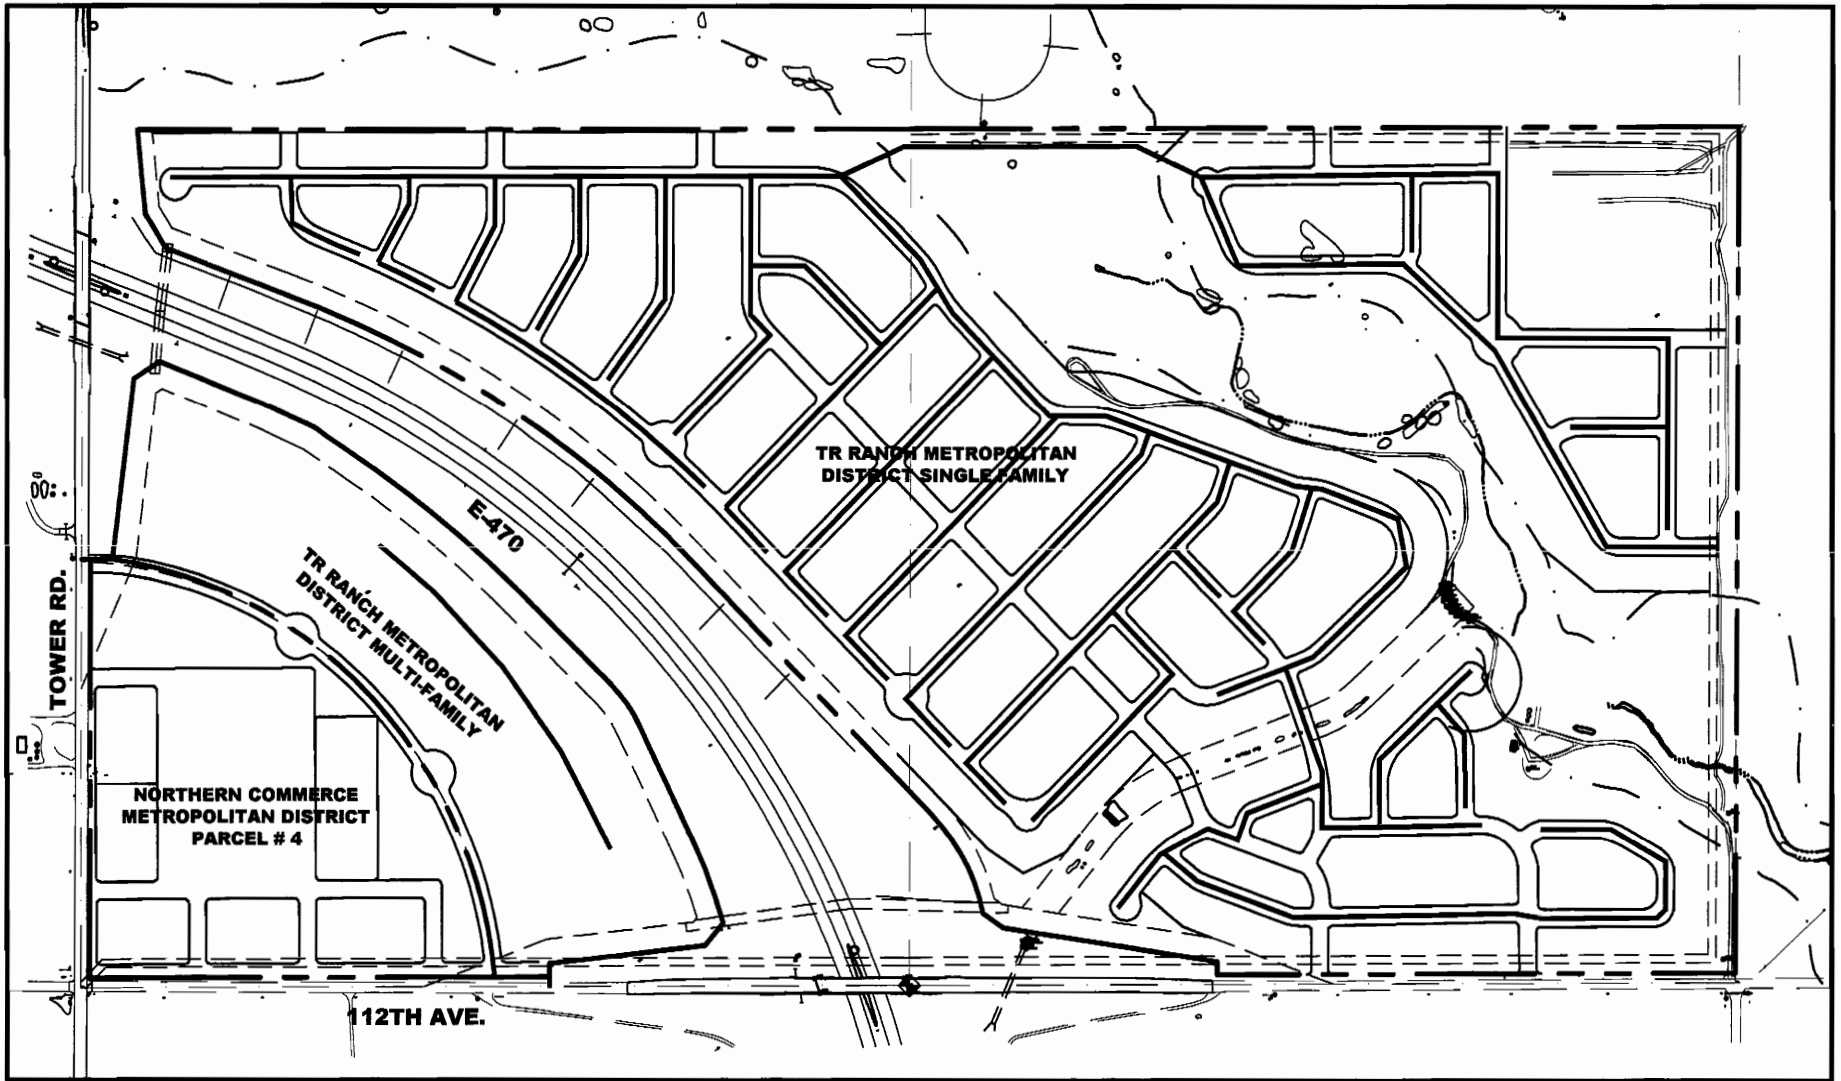 TR RANCH METROPOLITAN
DISTRICT SINGLE FAMILY
E-470
TR RANCH METROPOLITAN
DISTRICT MULTI-FAMILY
TOWER RD.
NORTHERN COMMERCE
METROPOLITAN DISTRICT
PARCEL # 4
112TH AVE.